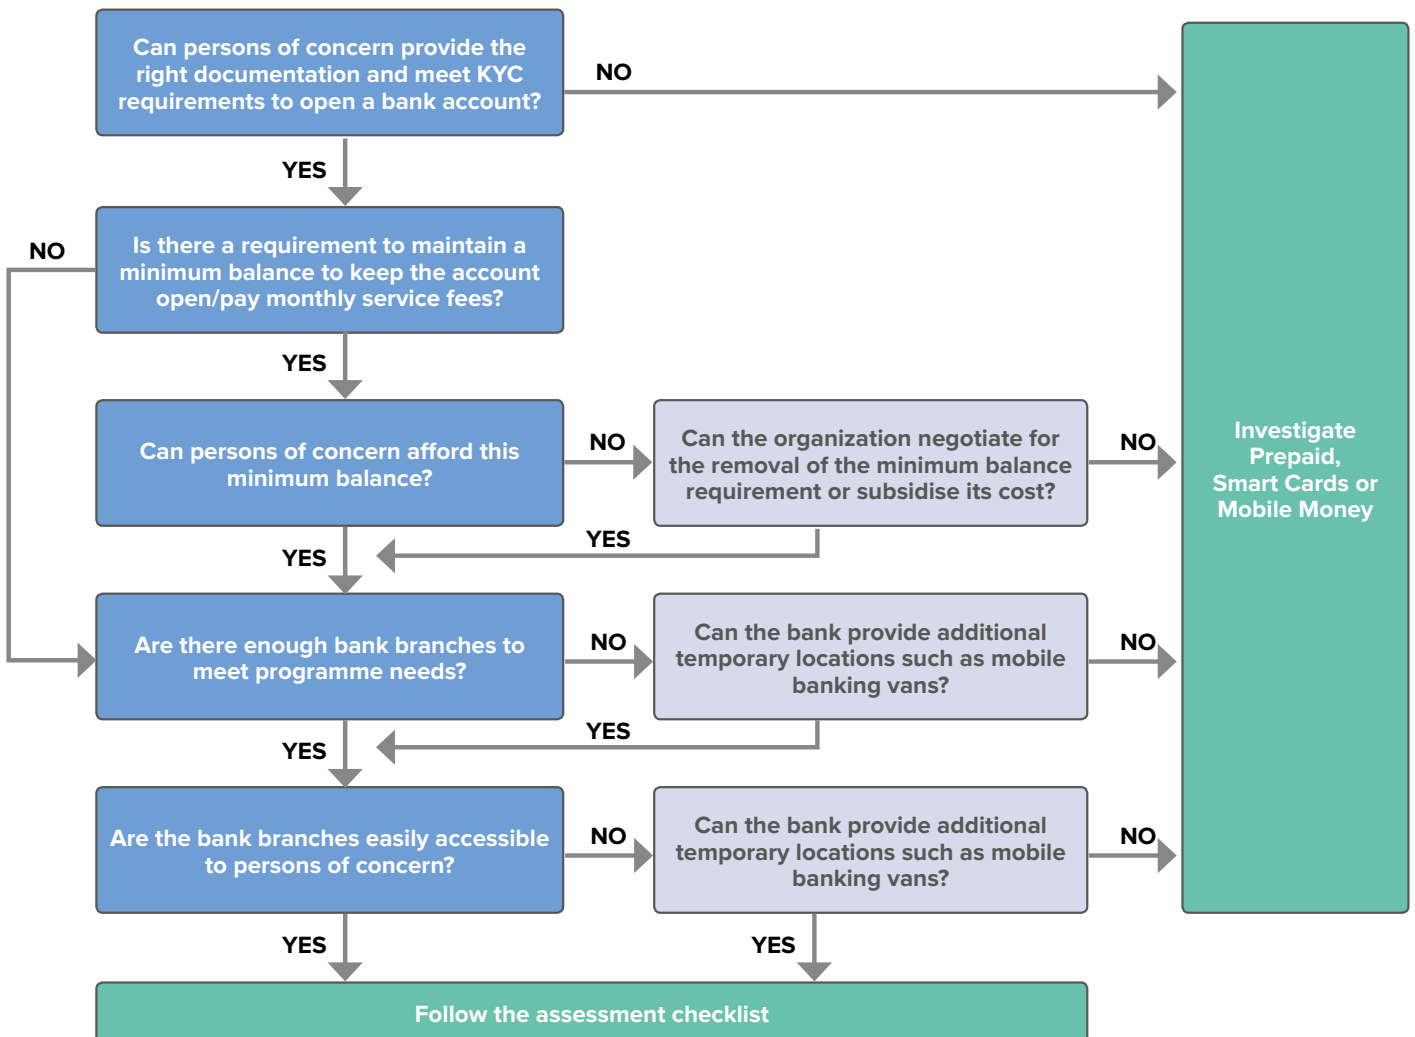 Can persons of concern provide the
right documentation and meet KYC
requirements to open a bank account?
NO
YES
Is there a requirement to maintain a
minimum balance to keep the account
open/pay monthly service fees?
NO
YES
Can persons of concern afford this
minimum balance?
NO
Can the organization negotiate for
the removal of the minimum balance
requirement or subsidise its cost?
NO
Investigate
Prepaid,
Smart Cards or
Mobile Money
YES
YES
Are there enough bank branches to
meet programme needs?
NO
Can the bank provide additional
temporary locations such as mobile
banking vans?
NO
YES
YES
Are the bank branches easily accessible
to persons of concern?
NO
Can the bank provide additional
temporary locations such as mobile
banking vans?
NO
YES
YES
Follow the assessment checklist